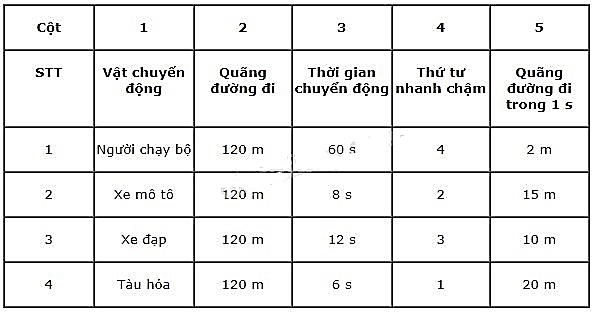 Cột 1 2 3 4 5
STT Vật chuyển động Quãng đường đi Thời gian chuyển động Thứ tư nhanh chậm Quãng đường đi trong 1 s
1 Người chạy bộ 120 m 60 s 4 2 m
2 Xe mô tô 120 m 8 s 2 15 m
3 Xe đạp 120 m 12 s 3 10 m
4 Tàu hỏa 120 m 6 s 1 20 m